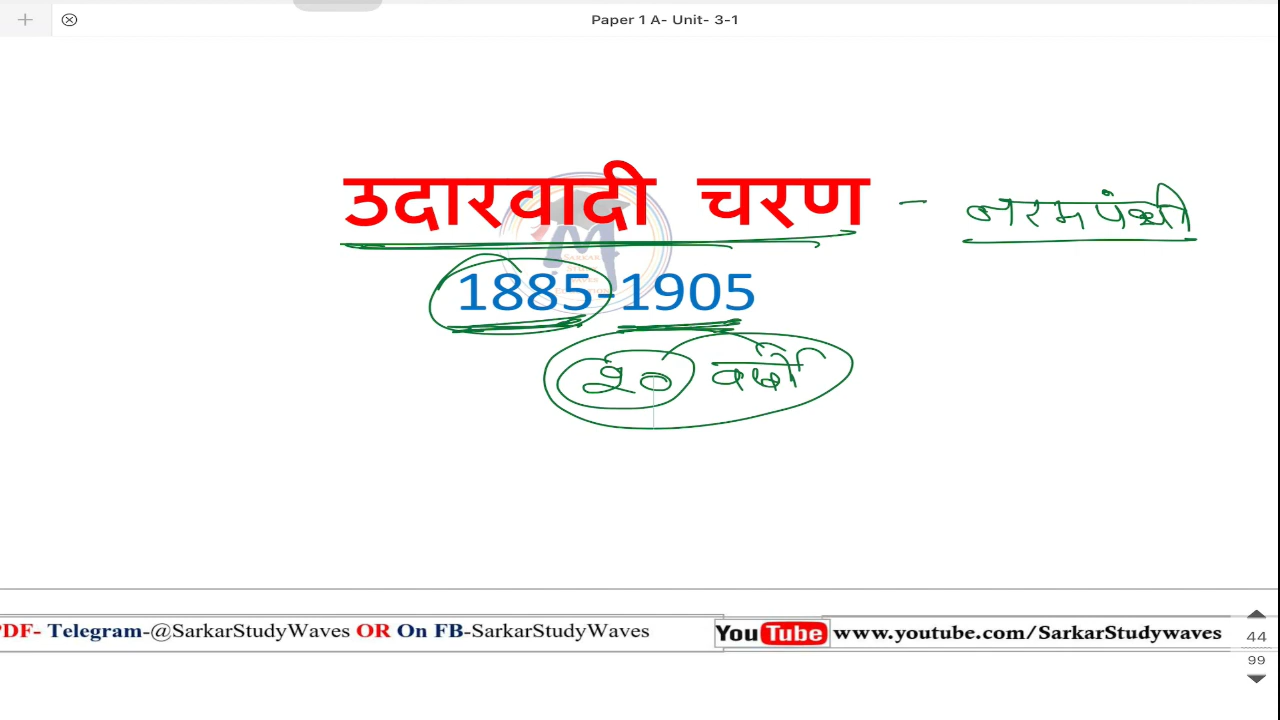 Paper 1 A- Unit- 3-1
उदारवादी चरण - नरमपंथी
1885-1905
20 वर्षो
PDF- Telegram-@SarkarStudyWaves OR On FB-SarkarStudyWaves
YouTube www.youtube.com/SarkarStudywaves
44
99